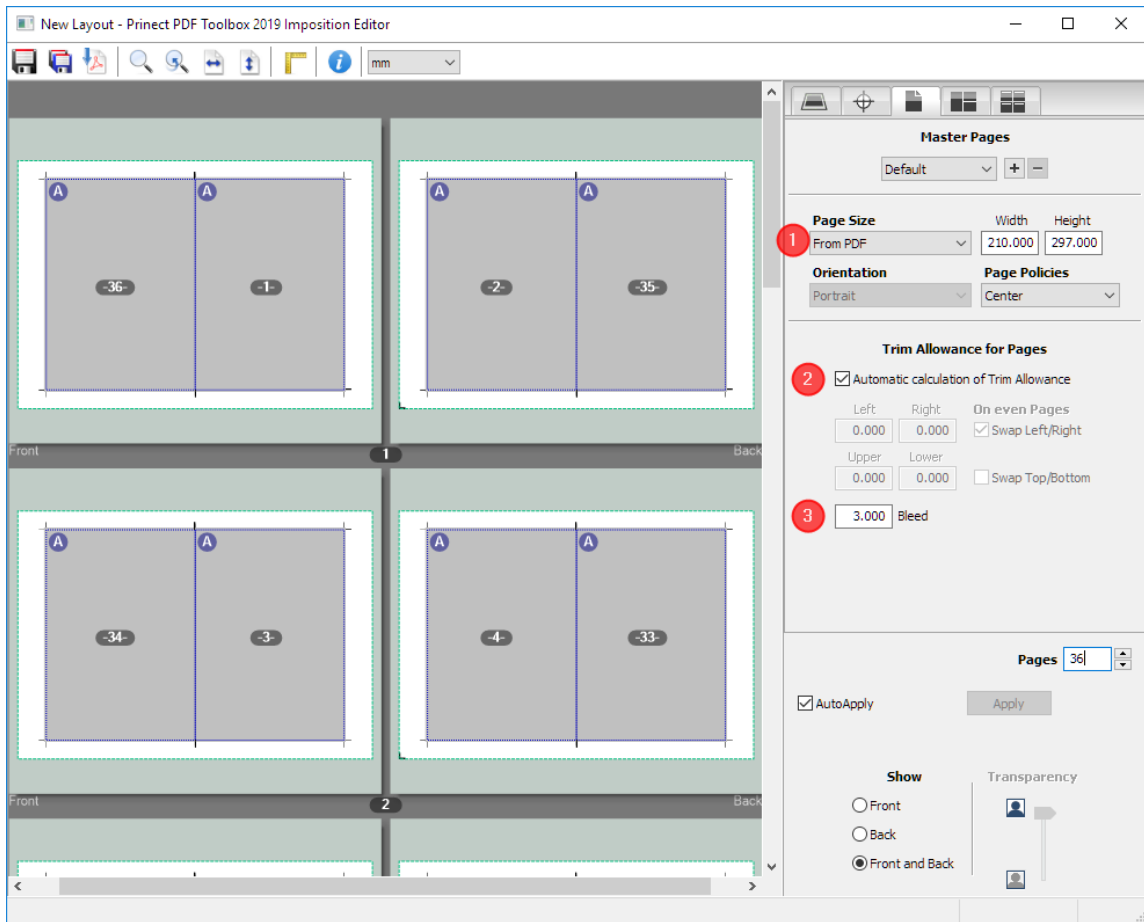 New Layout - Prinect PDF Toolbox 2019 Imposition Editor
mm
Master Pages
Default
Page Size Width Height
1 From PDF 210.000 297.000
Orientation Page Policies
Portrait Center
Trim Allowance for Pages
2 Automatic calculation of Trim Allowance
Left Right On even Pages
0.000 0.000 Swap Left/Right
Upper Lower
0.000 0.000 Swap Top/Bottom
3 3.000 Bleed
Pages 36
AutoApply Apply
Show Transparency
Front
Back
Front and Back
A A A A
-36- -1- -2- -35-
Front 1 Back
A A A A
-34- -3- -4- -33-
Front 2 Back